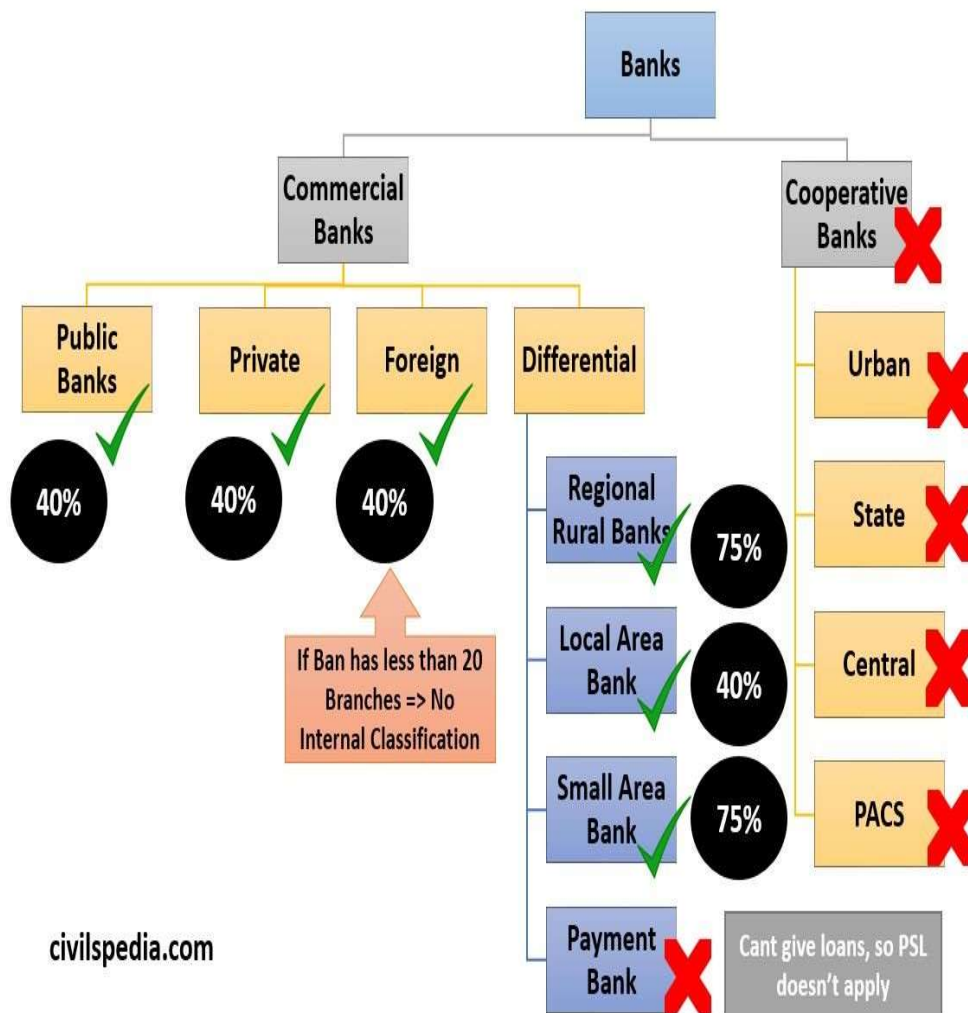 Banks
Commercial
Banks
Cooperative
Banks
Public
Banks
Private
Foreign
Differential
Urban
40%
40%
40%
Regional
Rural Banks
75%
State
If Ban has less than 20
Branches => No
Internal Classification
Local Area
Bank
40%
Central
Small Area
Bank
75%
PACS
Payment
Bank
Cant give loans, so PSL
doesn't apply
civilspedia.com